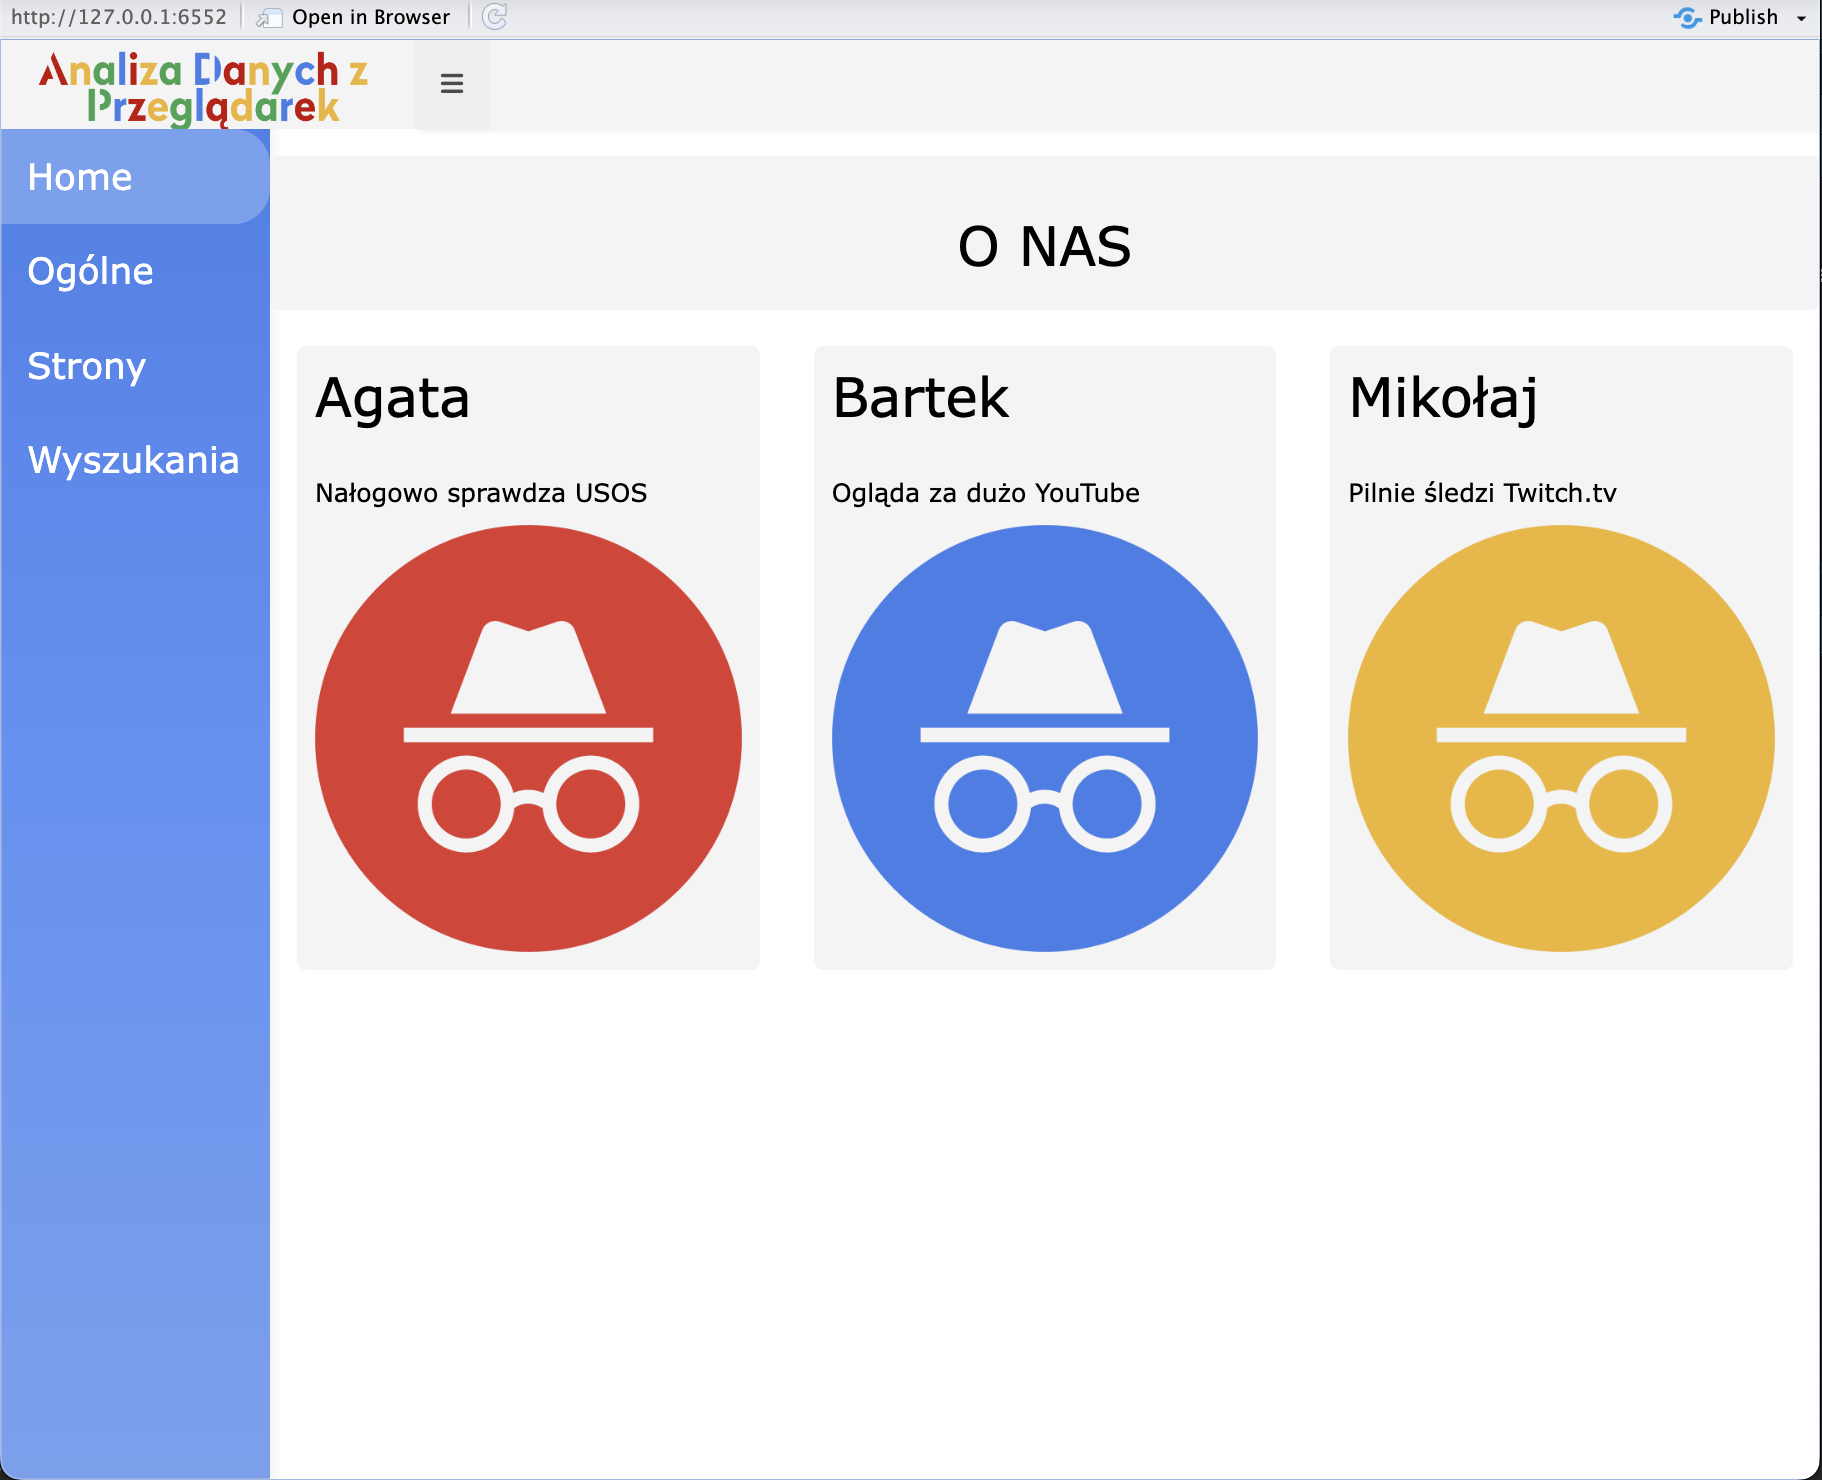 http://127.0.0.1:6552
Open in Browser
Publish
Analiza Danych z
Przeglądarek
Home
Ogólne
Strony
Wyszukania
O NAS
Agata
Nałogowo sprawdza USOS
Bartek
Ogląda za dużo YouTube
Mikołaj
Pilnie śledzi Twitch.tv